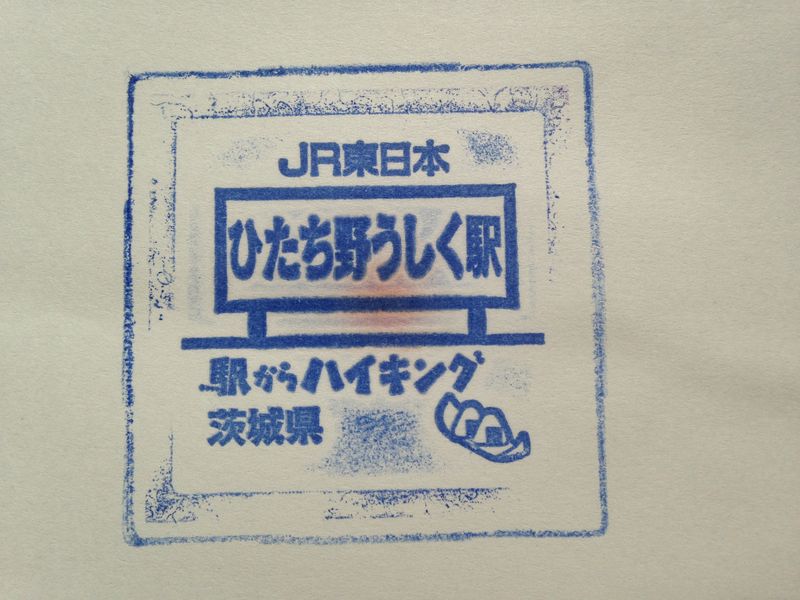 JR東日本
ひたち野うしく駅
駅からハイキング
茨城県